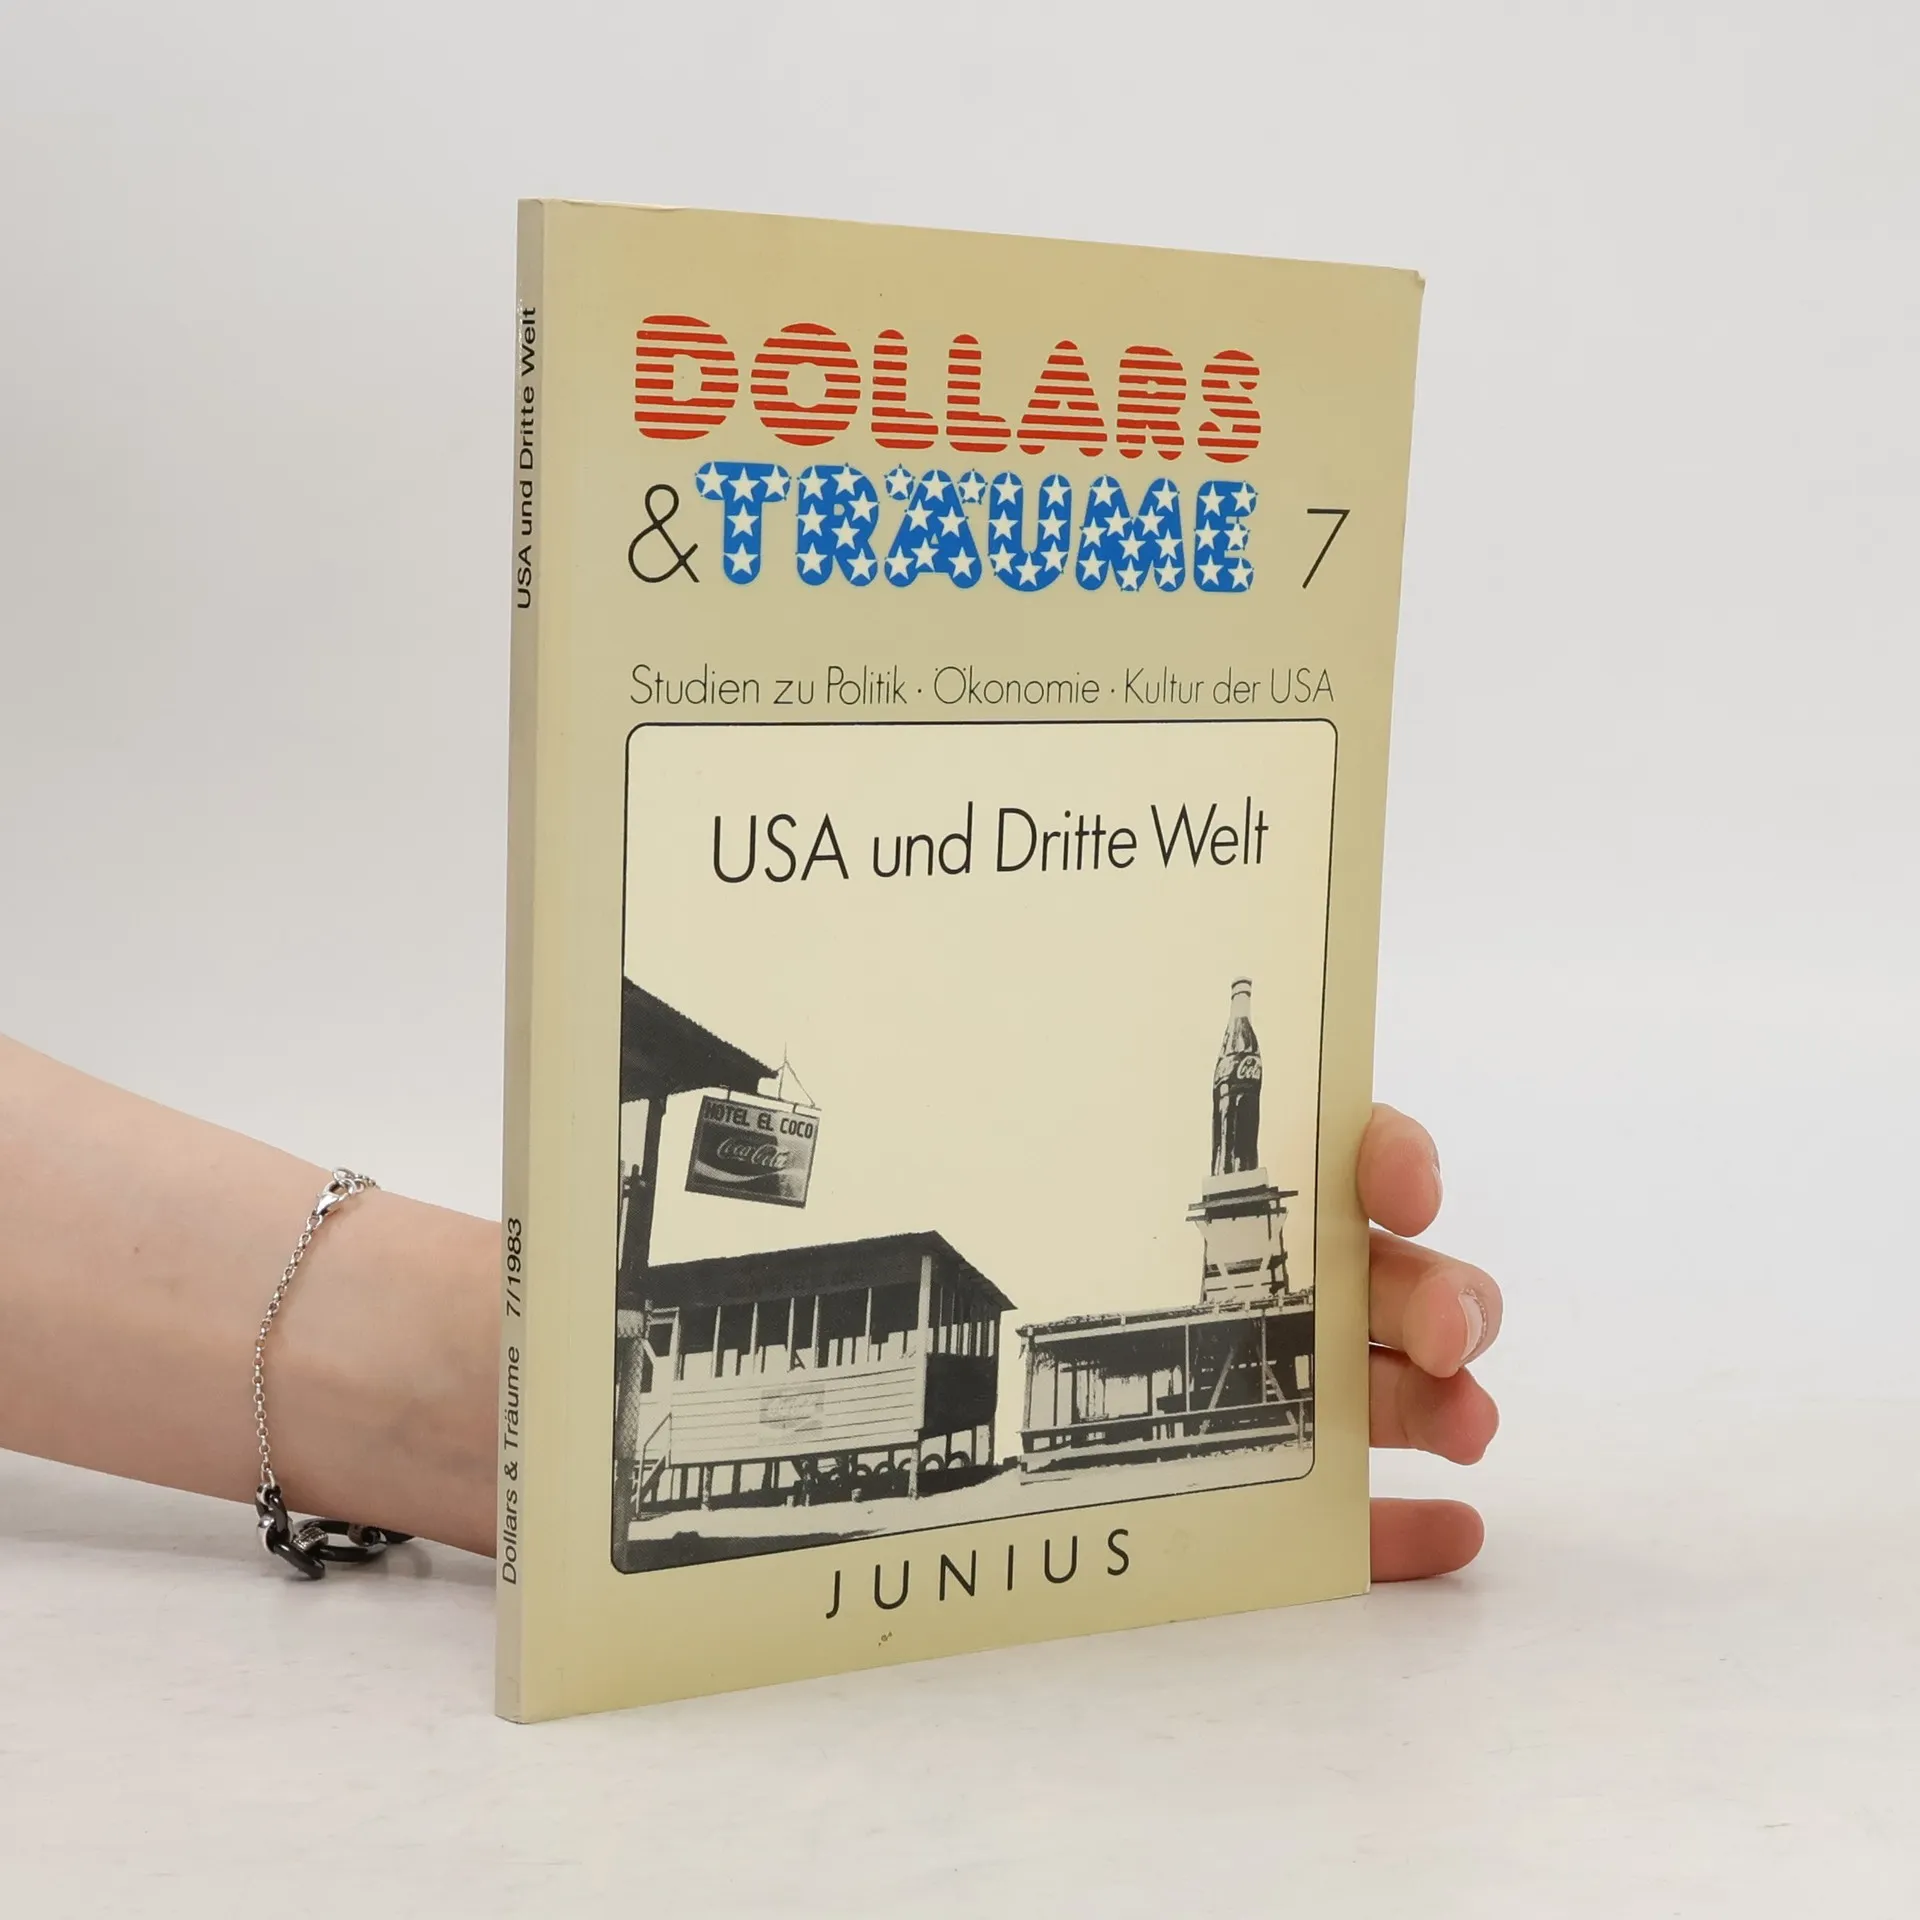 DOLLARS
& TRÄUME 7
Studien zu Politik · Ökonomie · Kultur der USA
USA und Dritte Welt
HOTEL EL COCO
Coca-Cola
JUNIUS
USA und Dritte Welt
Dollars & Träume 7/1983